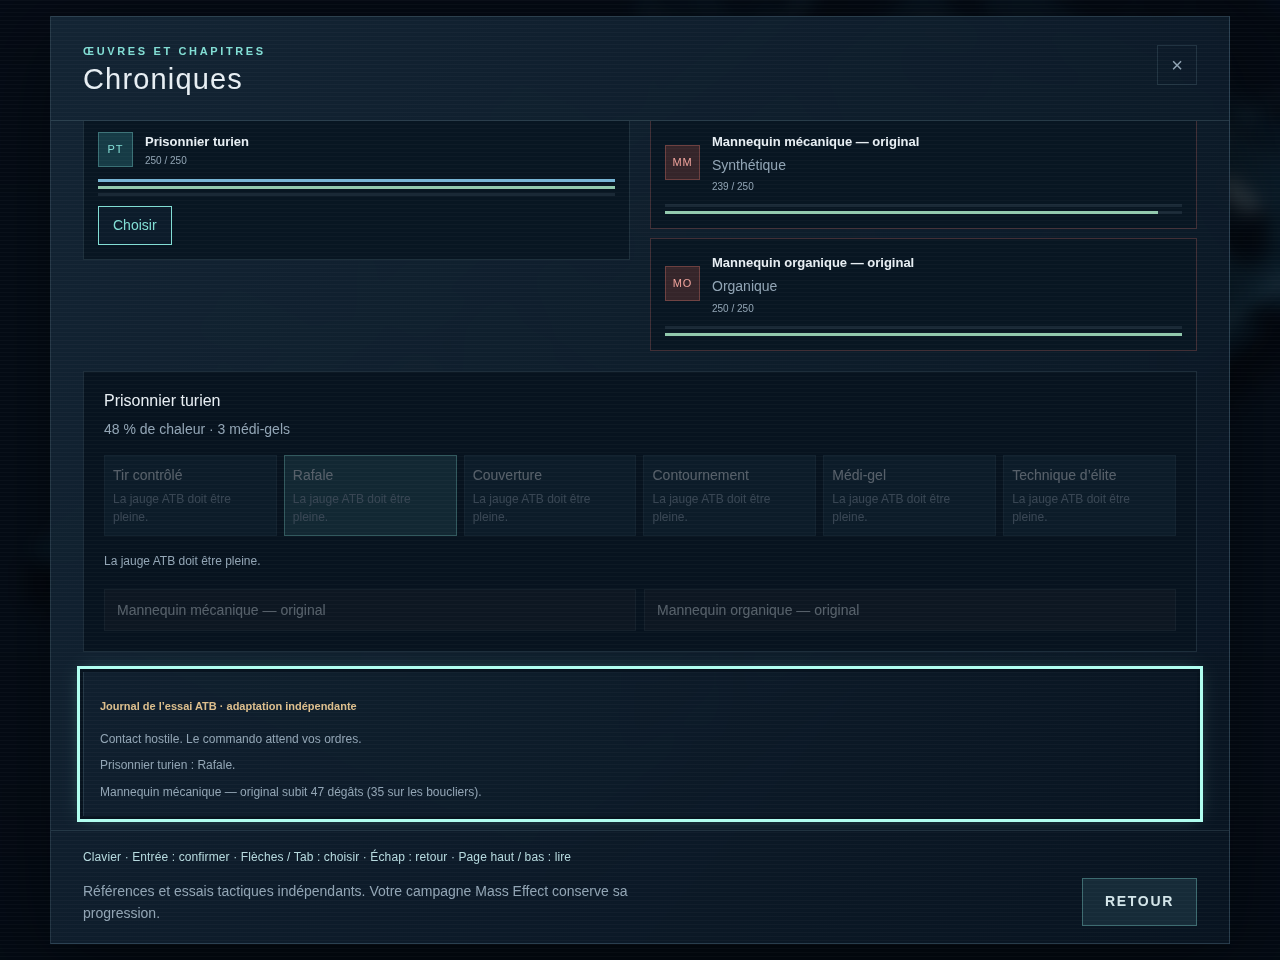 ŒUVRES ET CHAPITRES
Chroniques
×
PT
Prisonnier turien
250 / 250
Choisir
MM
Mannequin mécanique — original
Synthétique
239 / 250
MO
Mannequin organique — original
Organique
250 / 250
Prisonnier turien
48 % de chaleur · 3 médi-gels
Tir contrôlé
La jauge ATB doit être
pleine.
Rafale
La jauge ATB doit être
pleine.
Couverture
La jauge ATB doit être
pleine.
Contournement
La jauge ATB doit être
pleine.
Médi-gel
La jauge ATB doit être
pleine.
Technique d’élite
La jauge ATB doit être
pleine.
La jauge ATB doit être pleine.
Mannequin mécanique — original
Mannequin organique — original
Journal de l’essai ATB · adaptation indépendante
Contact hostile. Le commando attend vos ordres.
Prisonnier turien : Rafale.
Mannequin mécanique — original subit 47 dégâts (35 sur les boucliers).
Clavier · Entrée : confirmer · Flèches / Tab : choisir · Échap : retour · Page haut / bas : lire
Références et essais tactiques indépendants. Votre campagne Mass Effect conserve sa
progression.
RETOUR